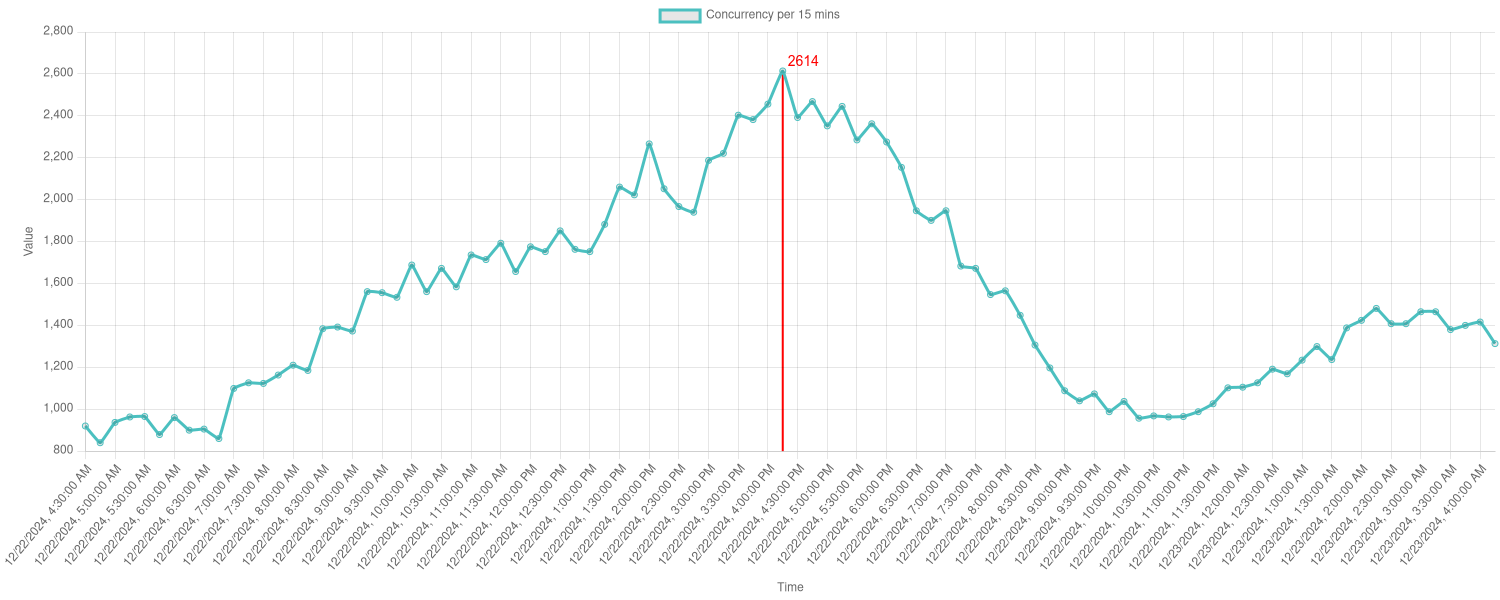 Concurrency per 15 mins
2,800
2,600
2,400
2,200
2,000
1,800
1,600
1,400
1,200
1,000
800
Value
2614
12/22/2024, 4:30:00 AM
12/22/2024, 5:00:00 AM
12/22/2024, 5:30:00 AM
12/22/2024, 6:00:00 AM
12/22/2024, 6:30:00 AM
12/22/2024, 7:00:00 AM
12/22/2024, 7:30:00 AM
12/22/2024, 8:00:00 AM
12/22/2024, 8:30:00 AM
12/22/2024, 9:00:00 AM
12/22/2024, 9:30:00 AM
12/22/2024, 10:00:00 AM
12/22/2024, 10:30:00 AM
12/22/2024, 11:00:00 AM
12/22/2024, 11:30:00 AM
12/22/2024, 12:00:00 PM
12/22/2024, 12:30:00 PM
12/22/2024, 1:00:00 PM
12/22/2024, 1:30:00 PM
12/22/2024, 2:00:00 PM
12/22/2024, 2:30:00 PM
12/22/2024, 3:00:00 PM
12/22/2024, 3:30:00 PM
12/22/2024, 4:00:00 PM
12/22/2024, 4:30:00 PM
12/22/2024, 5:00:00 PM
12/22/2024, 5:30:00 PM
12/22/2024, 6:00:00 PM
12/22/2024, 6:30:00 PM
12/22/2024, 7:00:00 PM
12/22/2024, 7:30:00 PM
12/22/2024, 8:00:00 PM
12/22/2024, 8:30:00 PM
12/22/2024, 9:00:00 PM
12/22/2024, 9:30:00 PM
12/22/2024, 10:00:00 PM
12/22/2024, 10:30:00 PM
12/22/2024, 11:00:00 PM
12/22/2024, 11:30:00 PM
12/23/2024, 12:00:00 AM
12/23/2024, 12:30:00 AM
12/23/2024, 1:00:00 AM
12/23/2024, 1:30:00 AM
12/23/2024, 2:00:00 AM
12/23/2024, 2:30:00 AM
12/23/2024, 3:00:00 AM
12/23/2024, 3:30:00 AM
12/23/2024, 4:00:00 AM
Time